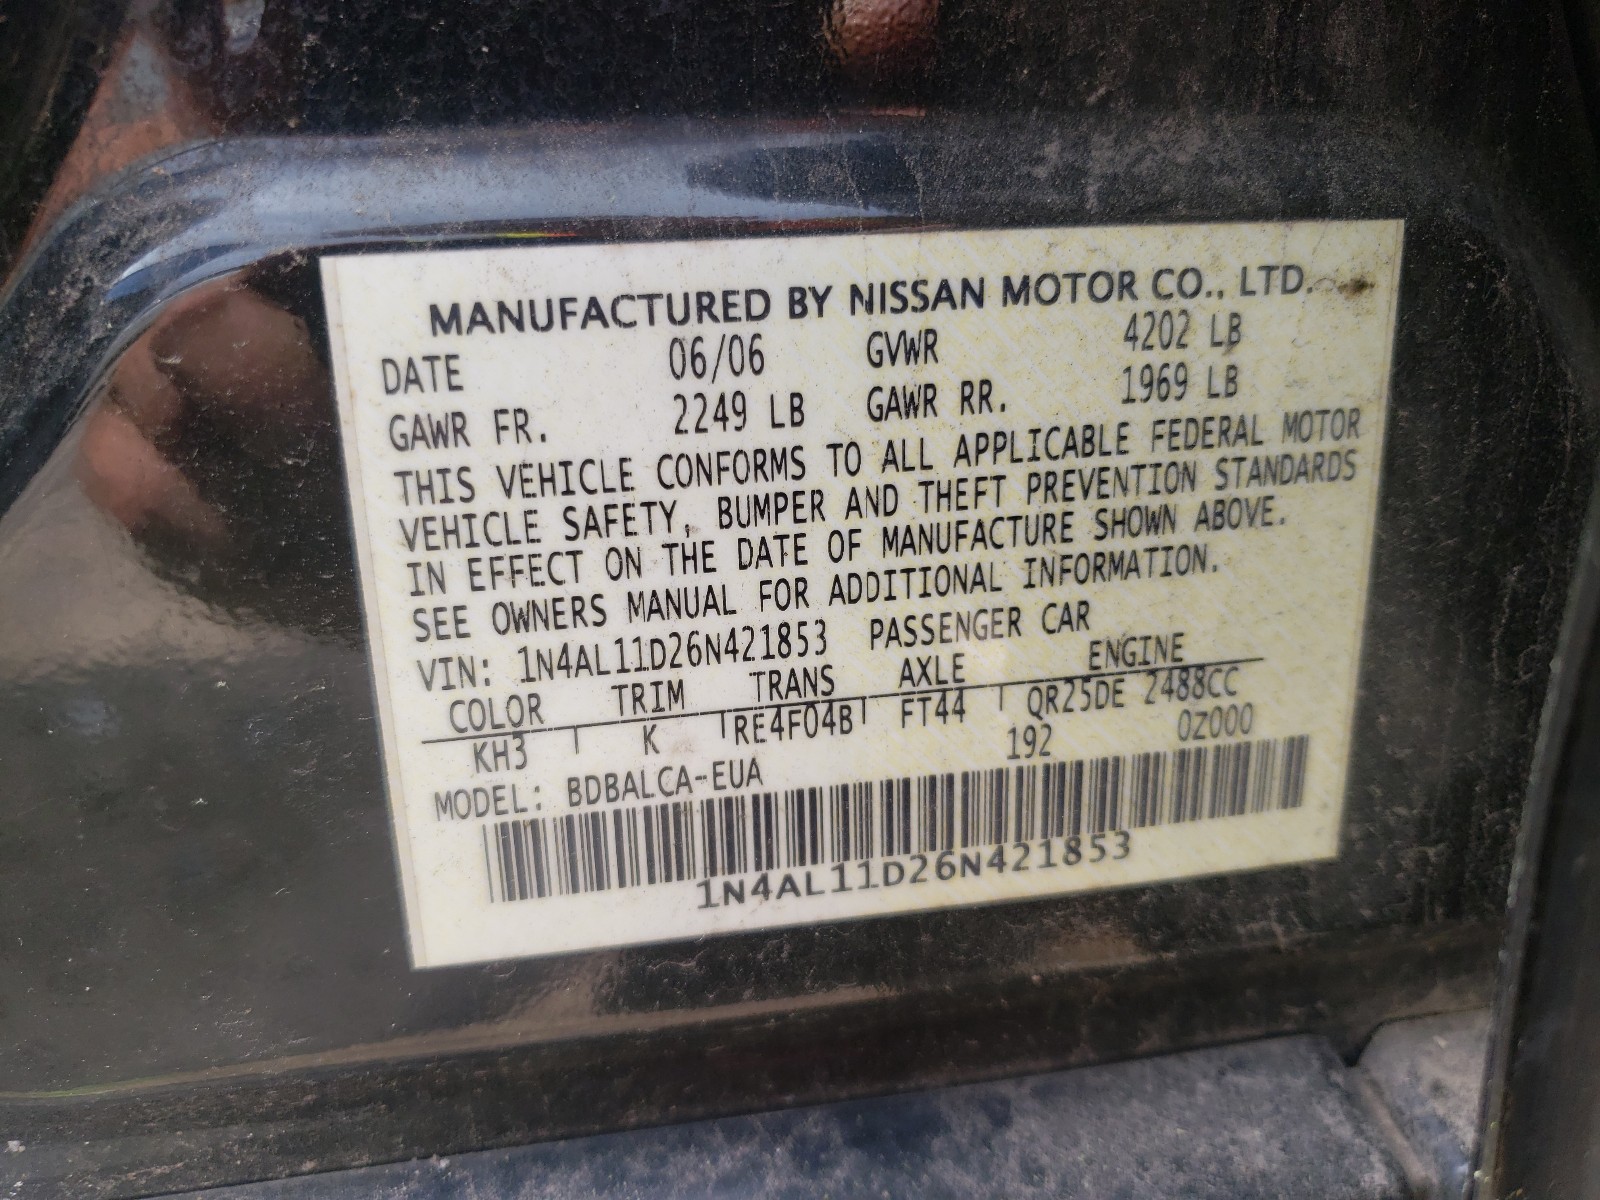 MANUFACTURED BY NISSAN MOTOR CO., LTD.
DATE 06/06 GVWR 4202 LB
GAWR FR. 2249 LB GAWR RR. 1969 LB
THIS VEHICLE CONFORMS TO ALL APPLICABLE FEDERAL MOTOR
VEHICLE SAFETY, BUMPER AND THEFT PREVENTION STANDARDS
IN EFFECT ON THE DATE OF MANUFACTURE SHOWN ABOVE.
SEE OWNERS MANUAL FOR ADDITIONAL INFORMATION.
VIN: 1N4AL11D26N421853 PASSENGER CAR
COLOR TRIM TRANS AXLE ENGINE
KH3 K RE4F04B FT44 QR25DE 2488CC
192 0Z000
MODEL: BDBALCA-EUA
1N4AL11D26N421853